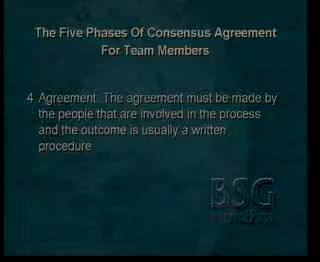 The Five Phases Of Consensus Agreement
For Team Members
4 Agreement. The agreement must be made by
the people that are involved in the process
and the outcome is usually a written
procedure
BSG